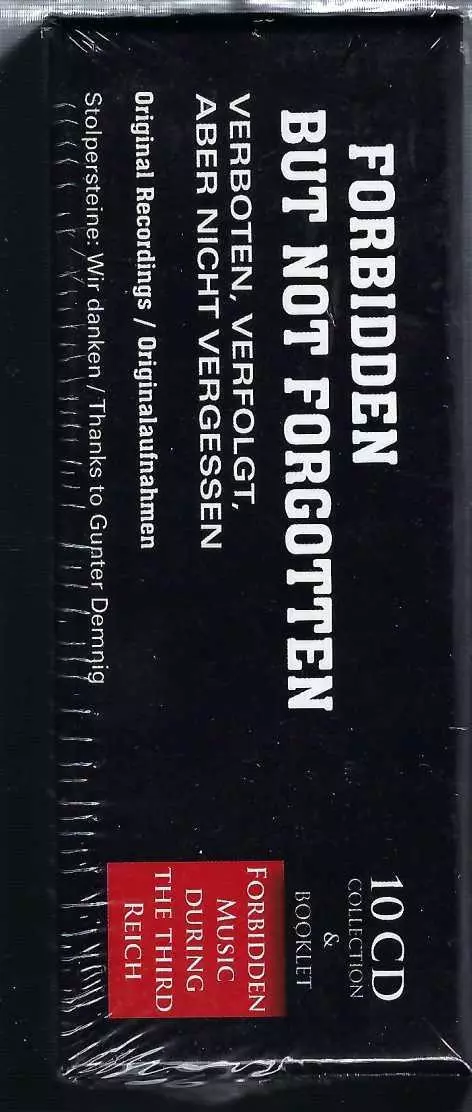 FORBIDDEN
BUT NOT FORGOTTEN
VERBOTEN, VERFOLGT,
ABER NICHT VERGESSEN
Original Recordings / Originalaufnahmen
Stolpersteine: Wir danken / Thanks to Gunter Demnig
10 CD
COLLECTION
&
BOOKLET
FORBIDDEN
MUSIC
DURING
THE THIRD
REICH